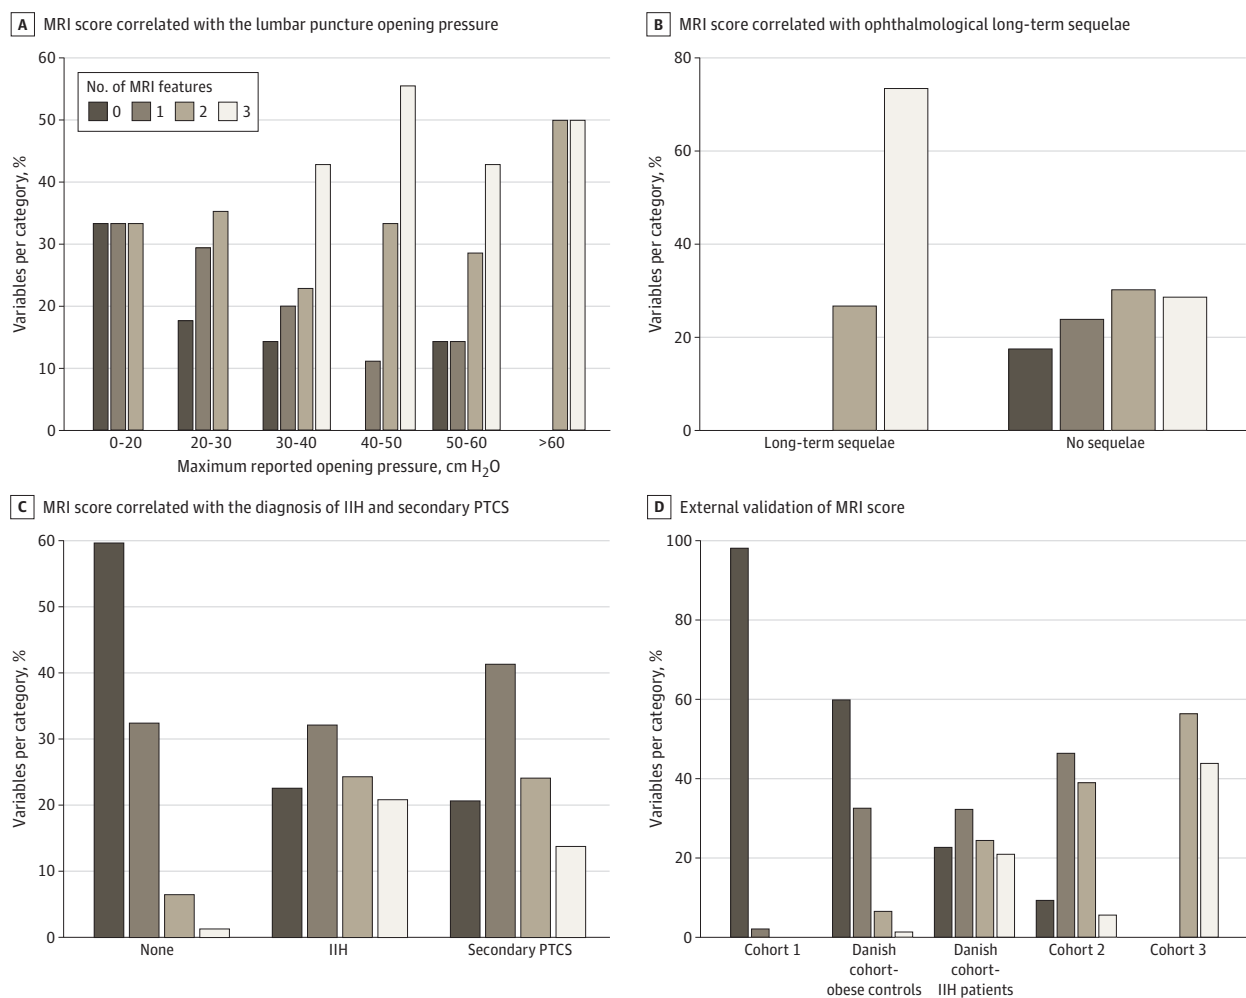 A MRI score correlated with the lumbar puncture opening pressure
60
50
40
30
20
10
0
Variables per category, %
No. of MRI features
0 1 2 3
0-20 20-30 30-40 40-50 50-60 >60
Maximum reported opening pressure, cm H₂O
B MRI score correlated with ophthalmological long-term sequelae
80
60
40
20
0
Variables per category, %
Long-term sequelae No sequelae
C MRI score correlated with the diagnosis of IIH and secondary PTCS
60
50
40
30
20
10
0
Variables per category, %
None IIH Secondary PTCS
D External validation of MRI score
100
80
60
40
20
0
Variables per category, %
Cohort 1
Danish
cohort-
obese controls
Danish
cohort-
IIH patients
Cohort 2
Cohort 3